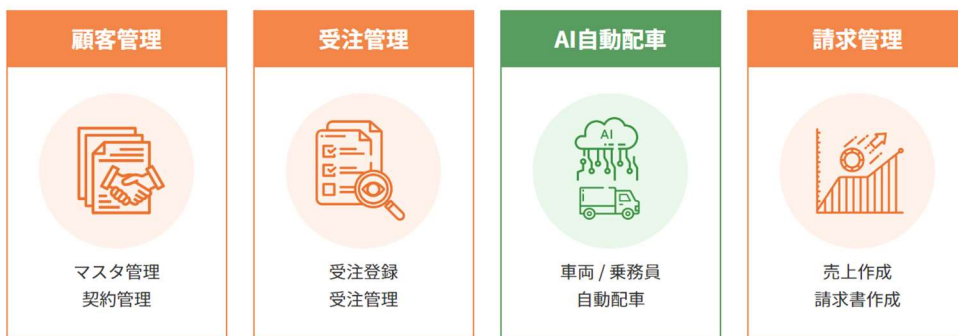 顧客管理
マスタ管理
契約管理
受注管理
受注登録
受注管理
AI自動配車
AI
車両 / 乗務員
自動配車
請求管理
売上作成
請求書作成